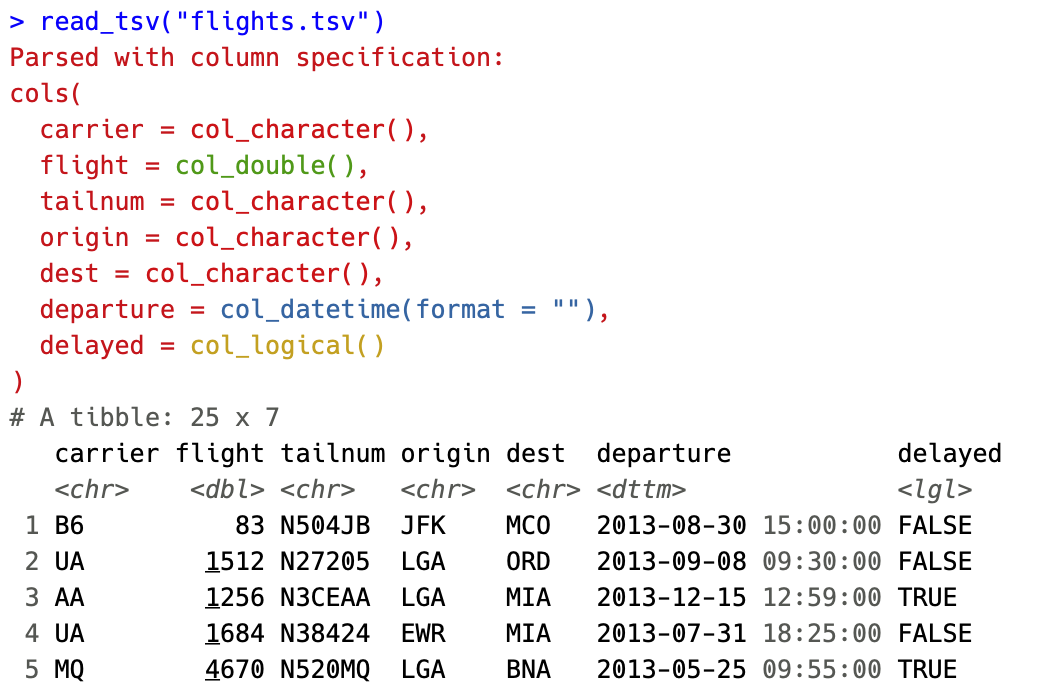 > read_tsv("flights.tsv")
Parsed with column specification:
cols(
  carrier = col_character(),
  flight = col_double(),
  tailnum = col_character(),
  origin = col_character(),
  dest = col_character(),
  departure = col_datetime(format = ""),
  delayed = col_logical()
)
# A tibble: 25 x 7
   carrier flight tailnum origin dest  departure           delayed
   <chr>    <dbl> <chr>   <chr>  <chr> <dttm>              <lgl>
 1 B6          83 N504JB  JFK    MCO   2013-08-30 15:00:00 FALSE
 2 UA        1512 N27205  LGA    ORD   2013-09-08 09:30:00 FALSE
 3 AA        1256 N3CEAA  LGA    MIA   2013-12-15 12:59:00 TRUE
 4 UA        1684 N38424  EWR    MIA   2013-07-31 18:25:00 FALSE
 5 MQ        4670 N520MQ  LGA    BNA   2013-05-25 09:55:00 TRUE